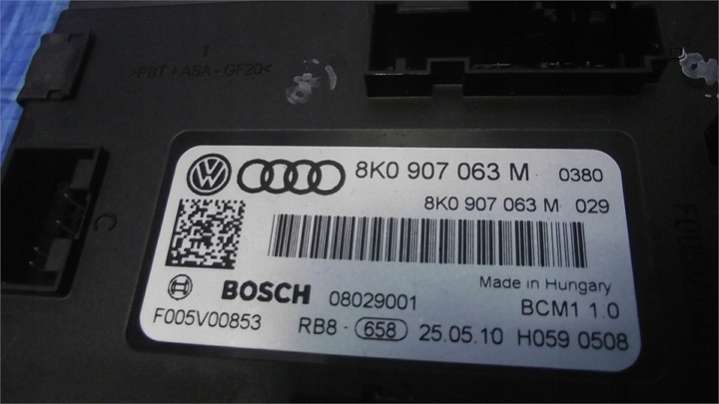 >PBT+ASA-GF20<
8K0 907 063 M 0380
8K0 907 063 M 029
Made in Hungary
BOSCH 08029001 BCM1 1.0
F005V00853 RB8- 658 25.05.10 H059 0508
C